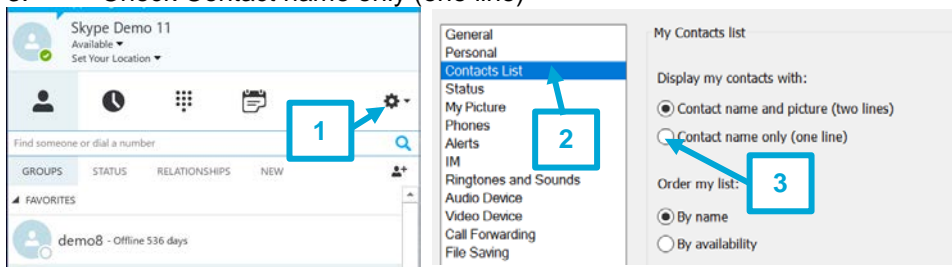 Check Contact name only (one line)
Skype Demo 11
Available
Set Your Location
1
Find someone or dial a number
GROUPS STATUS RELATIONSHIPS NEW
FAVORITES
demo8 - Offline 536 days
General
Personal
Contacts List
Status
My Picture
Phones
Alerts
IM
Ringtones and Sounds
Audio Device
Video Device
Call Forwarding
File Saving
2
My Contacts list
Display my contacts with:
Contact name and picture (two lines)
Contact name only (one line)
3
Order my list:
By name
By availability